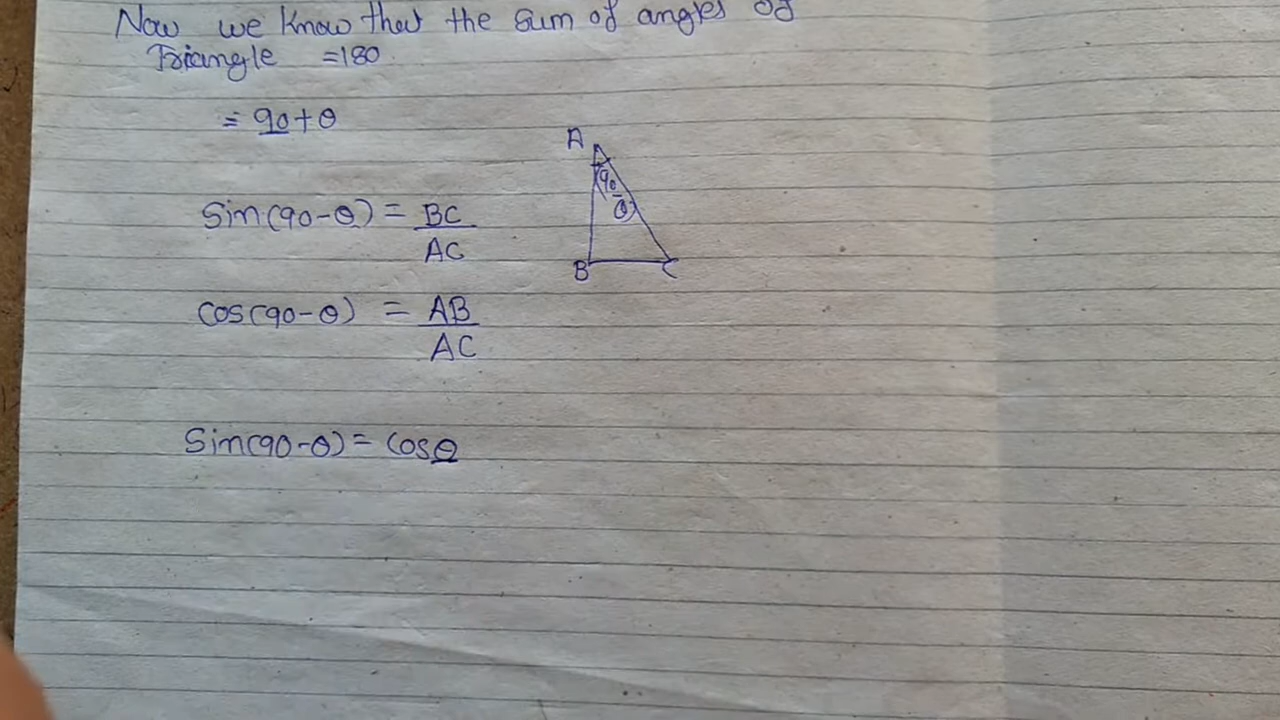 Now we know that the sum of angles of
Triangle =180
= 90+θ
A
90
-
θ
B
C
Sin(90-θ) = BC
AC
cos(90-θ) = AB
AC
Sin(90-θ) = cosθ